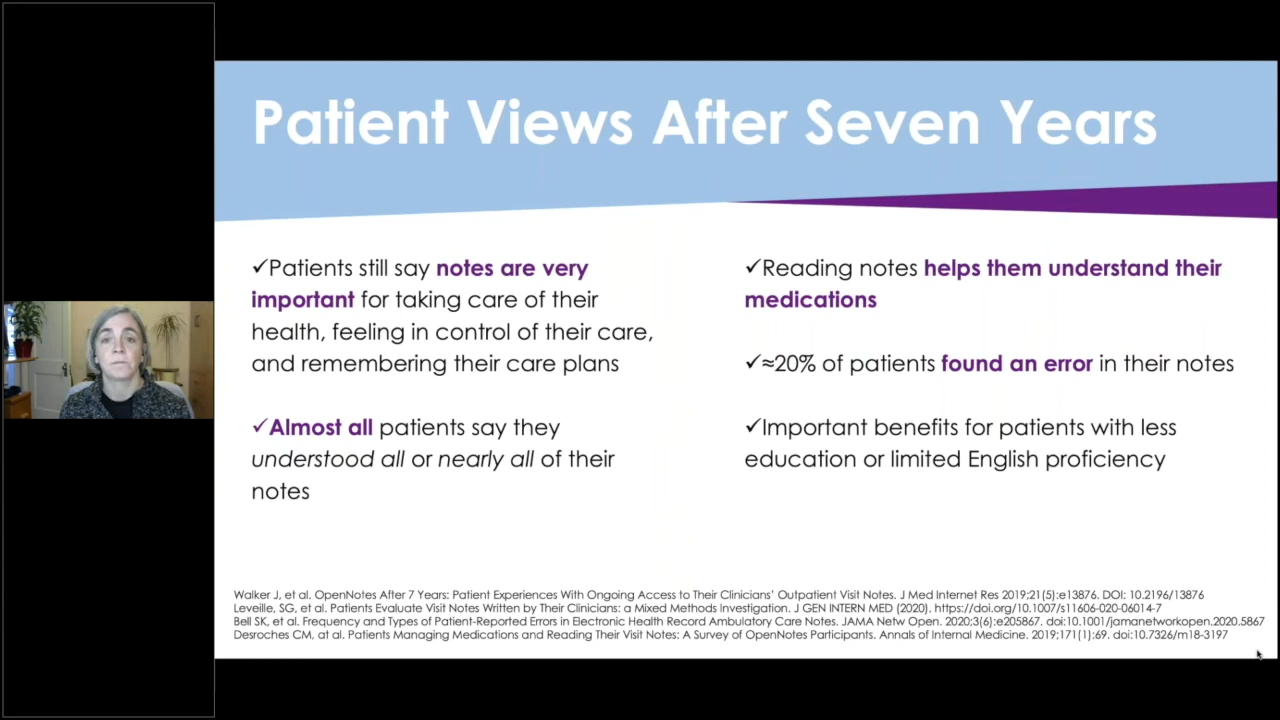 Patient Views After Seven Years
✓Patients still say notes are very
important for taking care of their
health, feeling in control of their care,
and remembering their care plans
✓Almost all patients say they
understood all or nearly all of their
notes
✓Reading notes helps them understand their
medications
✓≈20% of patients found an error in their notes
✓Important benefits for patients with less
education or limited English proficiency
Walker J, et al. OpenNotes After 7 Years: Patient Experiences With Ongoing Access to Their Clinicians' Outpatient Visit Notes. J Med Internet Res 2019;21(5):e13876. DOI: 10.2196/13876
Leveille, SG, et al. Patients Evaluate Visit Notes Written by Their Clinicians: a Mixed Methods Investigation. J GEN INTERN MED (2020). https://doi.org/10.1007/s11606-020-06014-7
Bell SK, et al. Frequency and Types of Patient-Reported Errors in Electronic Health Record Ambulatory Care Notes. JAMA Netw Open. 2020;3(6):e205867. doi:10.1001/jamanetworkopen.2020.5867
Desroches CM, at al. Patients Managing Medications and Reading Their Visit Notes: A Survey of OpenNotes Participants. Annals of Internal Medicine. 2019;171(1):69. doi:10.7326/m18-3197